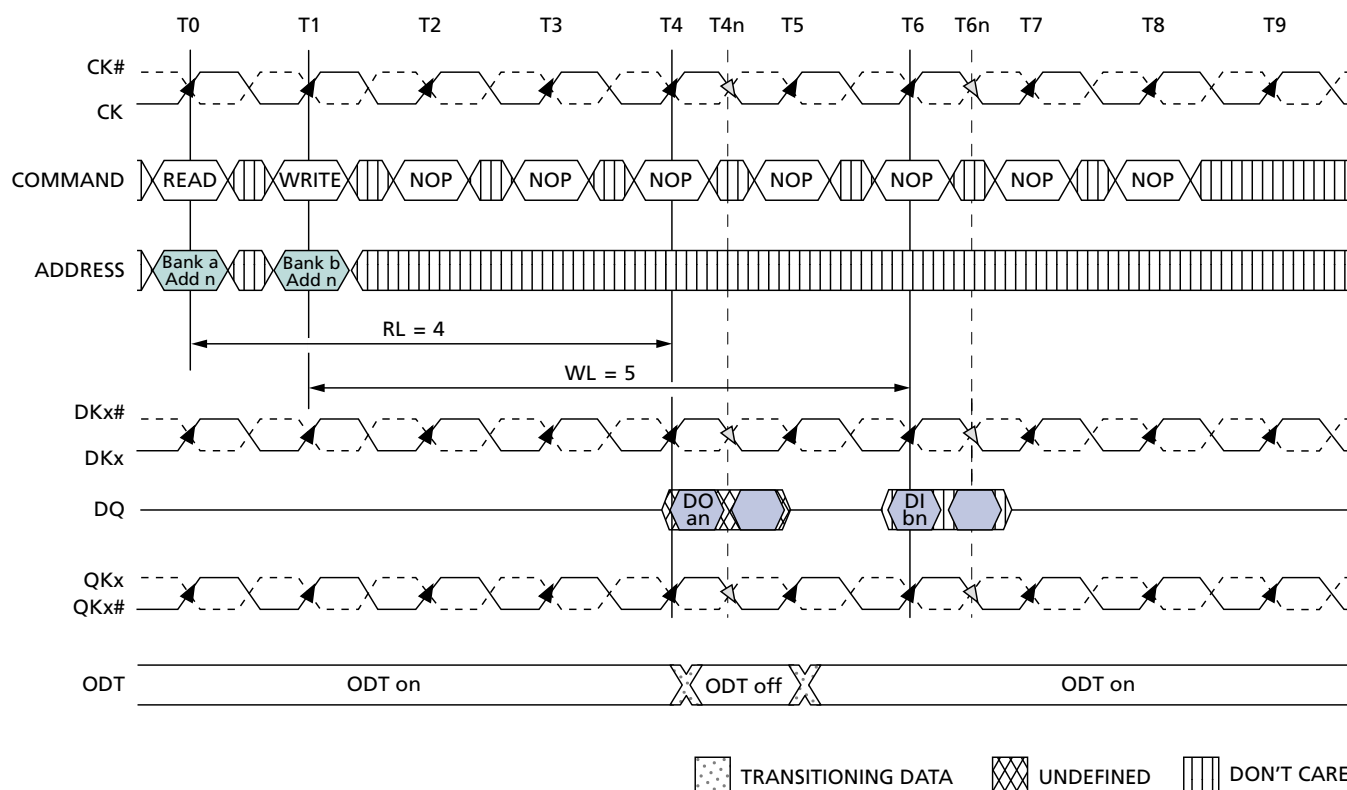 T0 T1 T2 T3 T4 T4n T5 T6 T6n T7 T8 T9
CK#
CK
COMMAND READ WRITE NOP NOP NOP NOP NOP NOP NOP
ADDRESS Bank a Add n Bank b Add n
RL = 4
WL = 5
DKx#
DKx
DQ DO an DI bn
QKx
QKx#
ODT ODT on ODT off ODT on
TRANSITIONING DATA UNDEFINED DON'T CARE